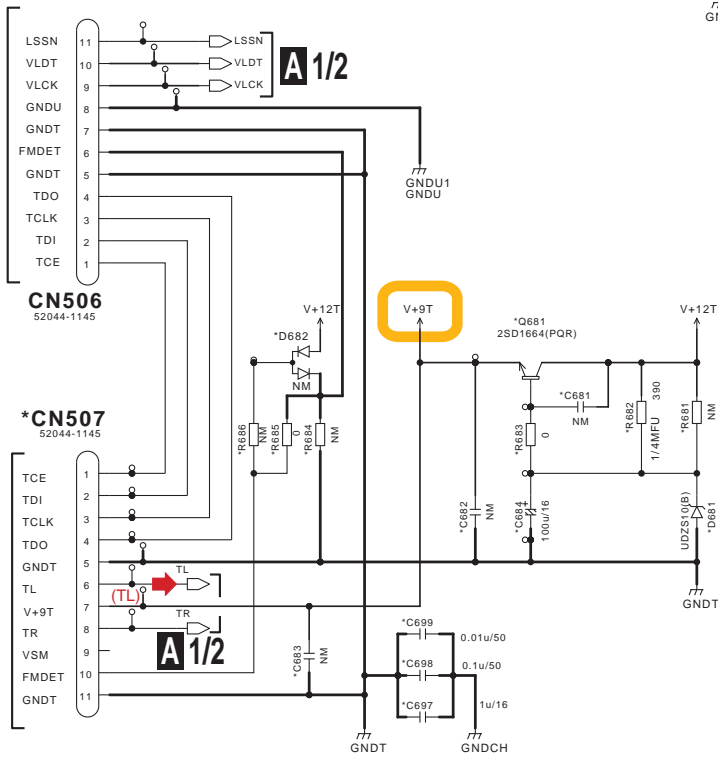 GN
LSSN 11 LSSN
VLDT 10 VLDT
A 1/2
VLCK 9 VLCK
GNDU 8
GNDT 7
FMDET 6
GNDT 5
GNDU1
GNDU
TDO 4
TCLK 3
TDI 2
TCE 1
CN506
52044-1145
V+12T
V+9T
*Q681
2SD1664(PQR)
V+12T
*D682
NM
*C681
NM
*R682
390
1/4MFU
*R681
NM
*CN507
52044-1145
*R686
NM
*R685
0
*R684
NM
*R683
0
TCE 1
TDI 2
TCLK 3
TDO 4
*C682
NM
*C684
+
100u/16
UDZS10(B)
*D681
GNDT 5
TL 6 TL
(TL)
V+9T 7
GNDT
TR 8 TR
A 1/2
VSM 9
FMDET 10
GNDT 11
*C683
NM
*C699
0.01u/50
*C698
0.1u/50
*C697
1u/16
GNDT
GNDCH